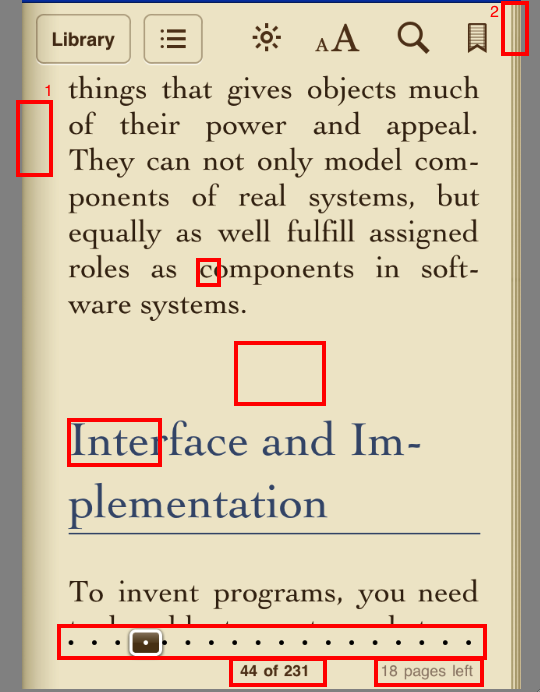 2
Library
AA
1
things that gives objects much
of their power and appeal.
They can not only model com-
ponents of real systems, but
equally as well fulfill assigned
roles as components in soft-
ware systems.
Interface and Im-
plementation
To invent programs, you need
44 of 231
18 pages left